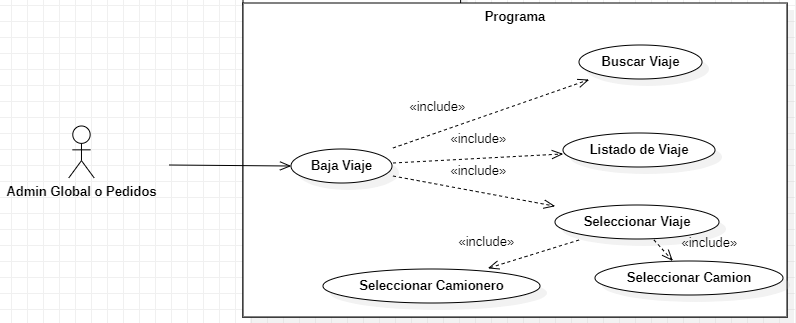 Programa
Buscar Viaje
«include»
«include»
Listado de Viaje
Baja Viaje
«include»
Admin Global o Pedidos
Seleccionar Viaje
«include»
«include»
Seleccionar Camion
Seleccionar Camionero